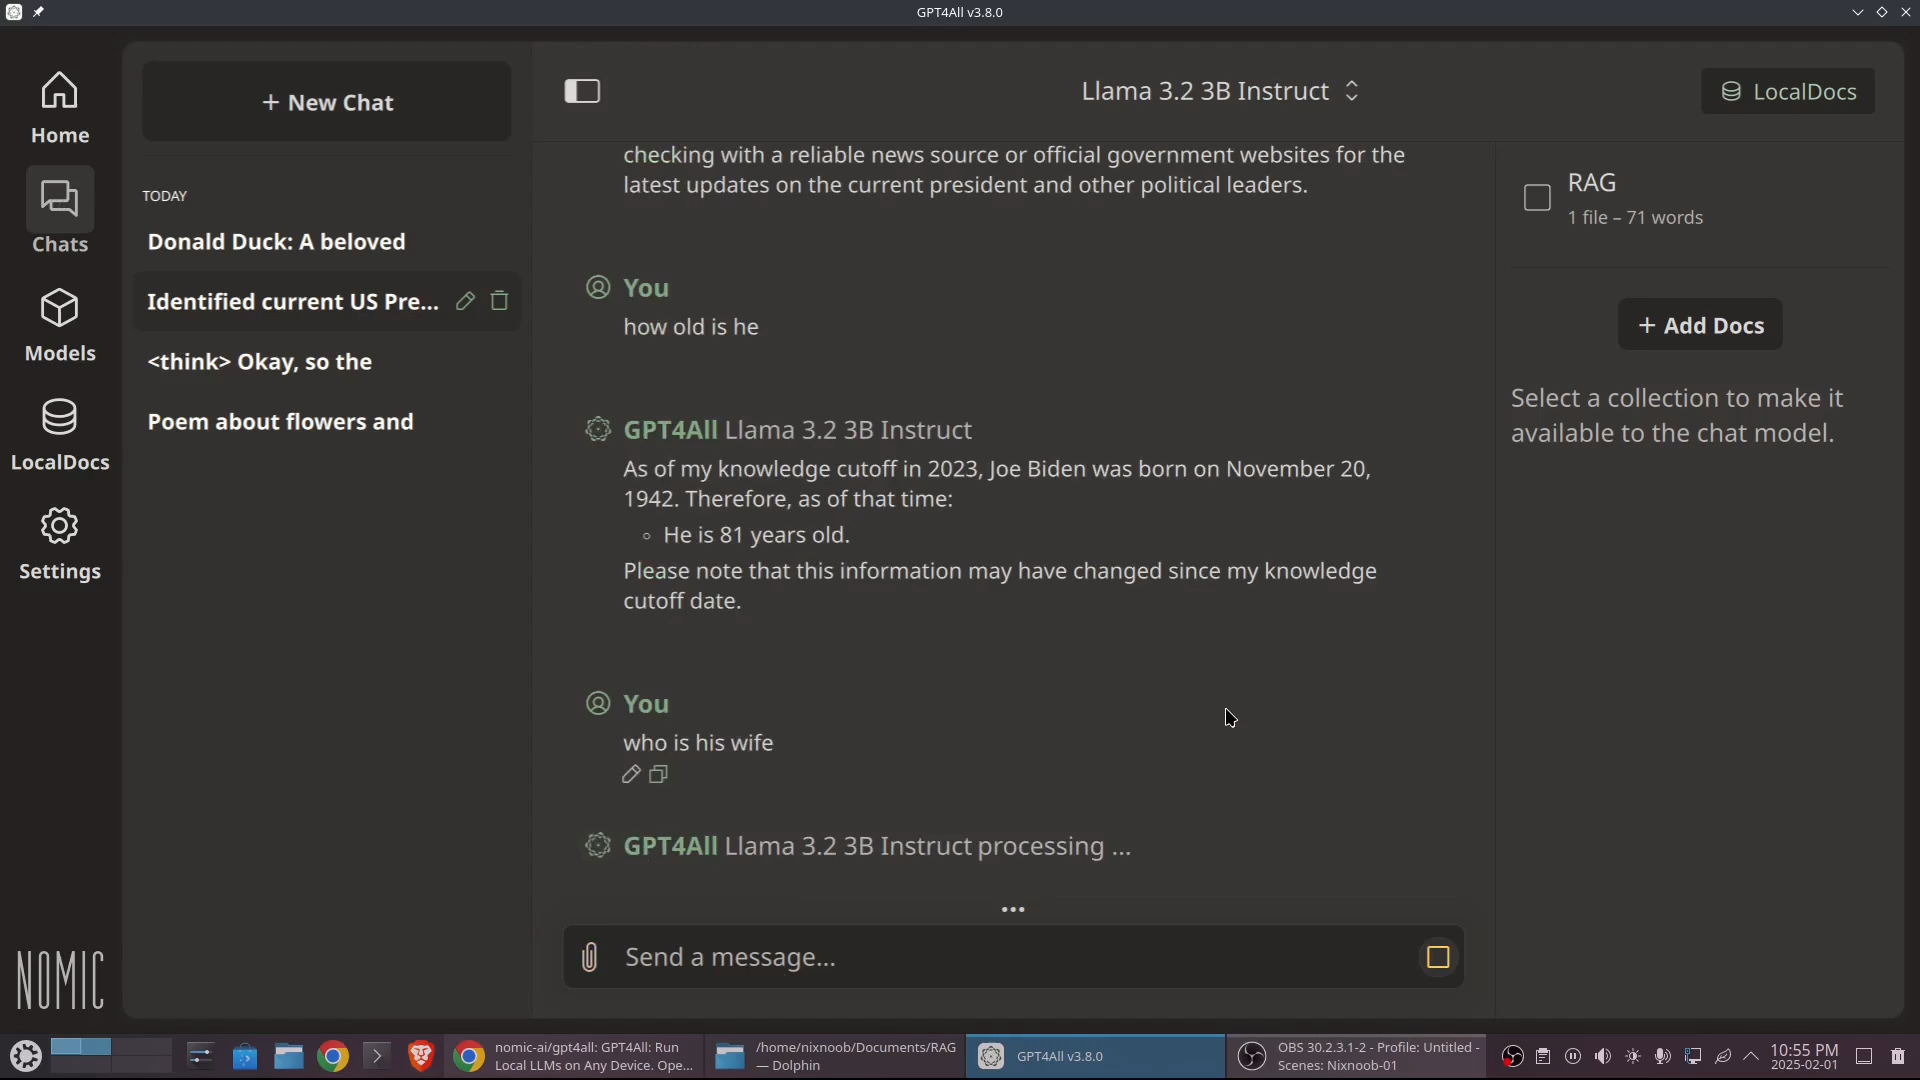 GPT4All v3.8.0
Home
Chats
Models
LocalDocs
Settings
NOMIC
+ New Chat
TODAY
Donald Duck: A beloved
Identified current US Pre...
<think> Okay, so the
Poem about flowers and
Llama 3.2 3B Instruct
LocalDocs
checking with a reliable news source or official government websites for the
latest updates on the current president and other political leaders.
You
how old is he
GPT4All Llama 3.2 3B Instruct
As of my knowledge cutoff in 2023, Joe Biden was born on November 20,
1942. Therefore, as of that time:
◦ He is 81 years old.
Please note that this information may have changed since my knowledge
cutoff date.
You
who is his wife
GPT4All Llama 3.2 3B Instruct processing ...
Send a message...
RAG
1 file – 71 words
+ Add Docs
Select a collection to make it
available to the chat model.
nomic-ai/gpt4all: GPT4All: Run
Local LLMs on Any Device. Ope...
/home/nixnoob/Documents/RAG
— Dolphin
GPT4All v3.8.0
OBS 30.2.3.1-2 - Profile: Untitled -
Scenes: Nixnoob-01
10:55 PM
2025-02-01